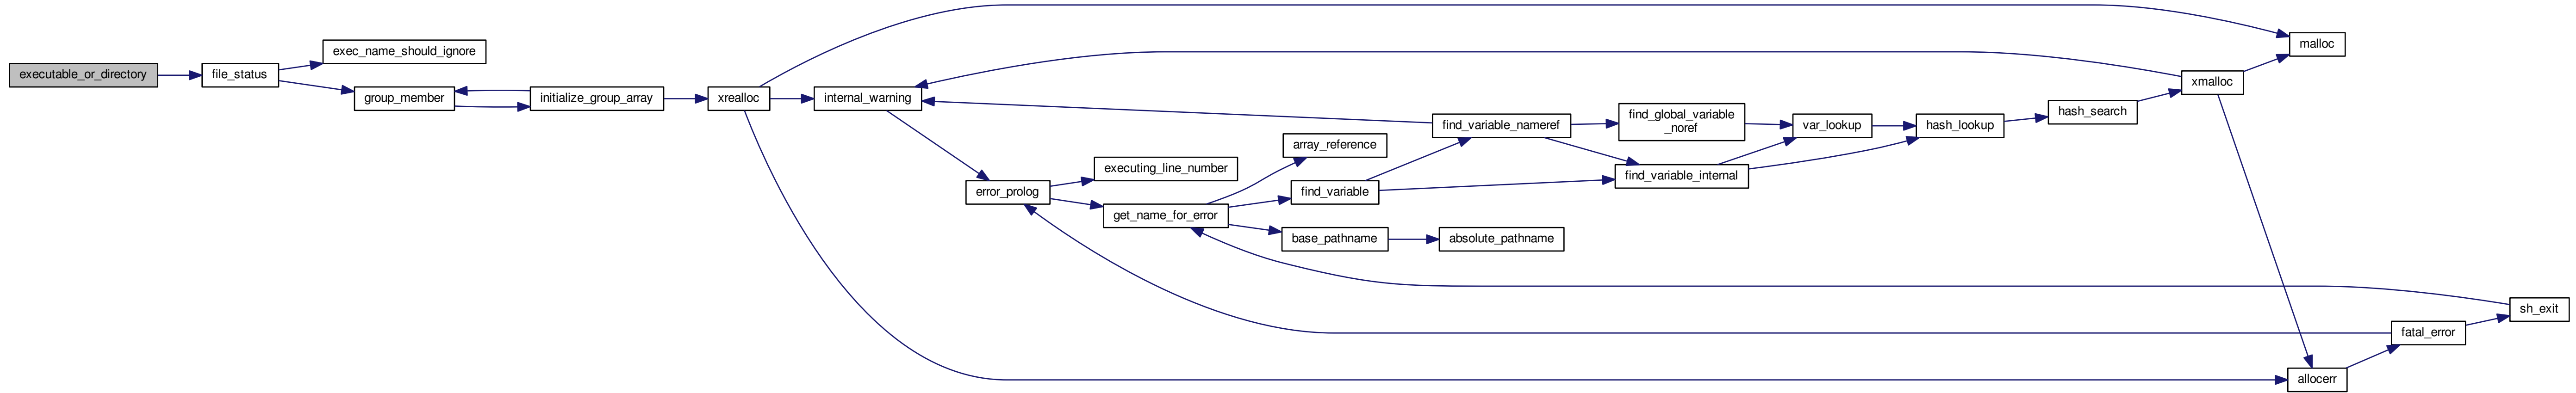 executable_or_directory
file_status
exec_name_should_ignore
group_member
initialize_group_array
xrealloc
internal_warning
error_prolog
executing_line_number
get_name_for_error
array_reference
find_variable
base_pathname
absolute_pathname
find_variable_nameref
find_global_variable
_noref
find_variable_internal
var_lookup
hash_lookup
hash_search
xmalloc
malloc
allocerr
fatal_error
sh_exit